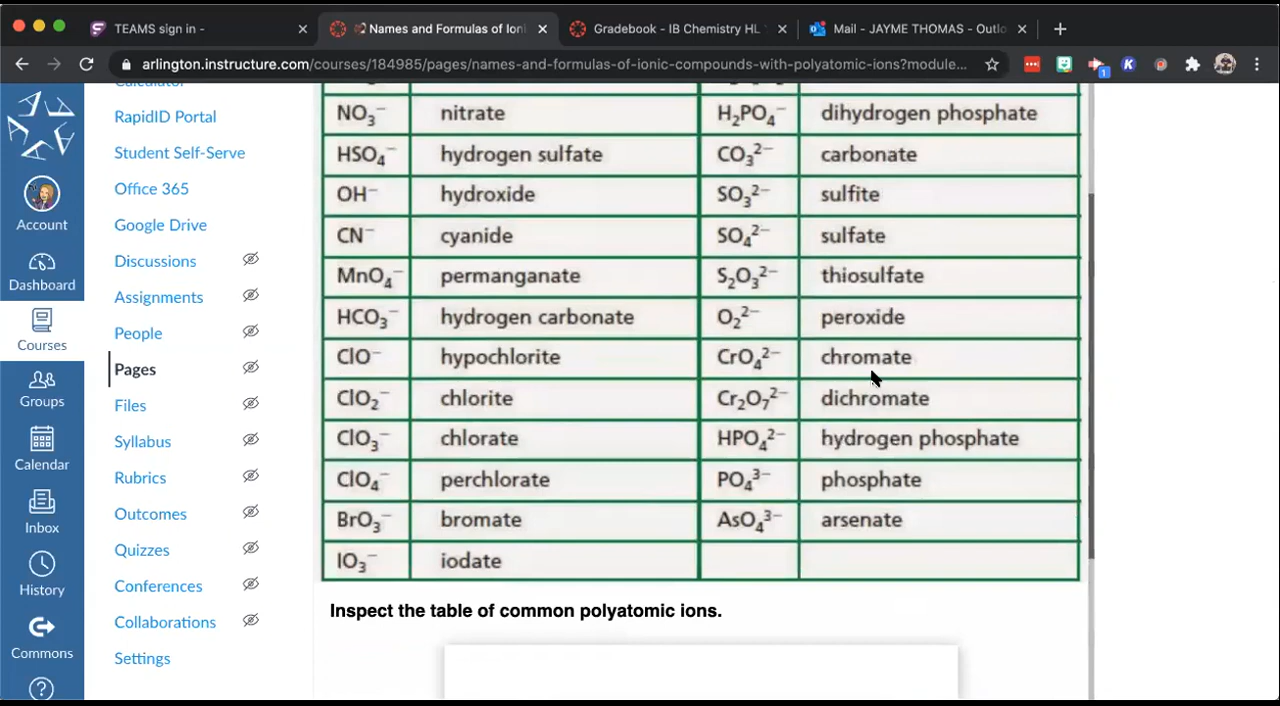 TEAMS sign in -
Names and Formulas of Ioni
Gradebook - IB Chemistry HL
Mail - JAYME THOMAS - Outlo
arlington.instructure.com/courses/184985/pages/names-and-formulas-of-ionic-compounds-with-polyatomic-ions?module...
1
K
Account
Dashboard
Courses
Groups
Calendar
Inbox
History
Commons
Calculator
RapidID Portal
Student Self-Serve
Office 365
Google Drive
Discussions
Assignments
People
Pages
Files
Syllabus
Rubrics
Outcomes
Quizzes
Conferences
Collaborations
Settings
NO₃⁻ nitrate H₂PO₄⁻ dihydrogen phosphate
HSO₄⁻ hydrogen sulfate CO₃²⁻ carbonate
OH⁻ hydroxide SO₃²⁻ sulfite
CN⁻ cyanide SO₄²⁻ sulfate
MnO₄⁻ permanganate S₂O₃²⁻ thiosulfate
HCO₃⁻ hydrogen carbonate O₂²⁻ peroxide
ClO⁻ hypochlorite CrO₄²⁻ chromate
ClO₂⁻ chlorite Cr₂O₇²⁻ dichromate
ClO₃⁻ chlorate HPO₄²⁻ hydrogen phosphate
ClO₄⁻ perchlorate PO₄³⁻ phosphate
BrO₃⁻ bromate AsO₄³⁻ arsenate
IO₃⁻ iodate
Inspect the table of common polyatomic ions.